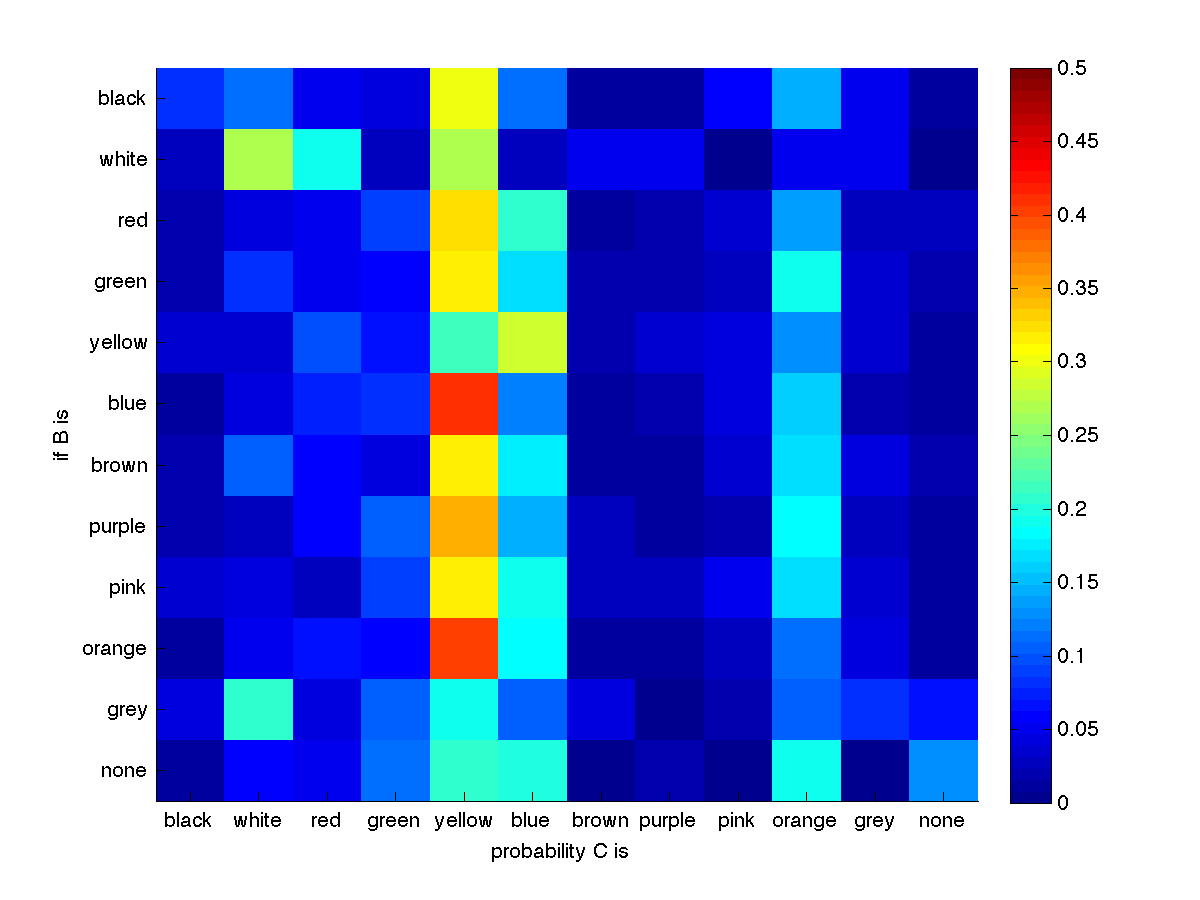 black
white
red
green
yellow
blue
brown
purple
pink
orange
grey
none
if B is
black white red green yellow blue brown purple pink orange grey none
probability C is
0.5
0.45
0.4
0.35
0.3
0.25
0.2
0.15
0.1
0.05
0